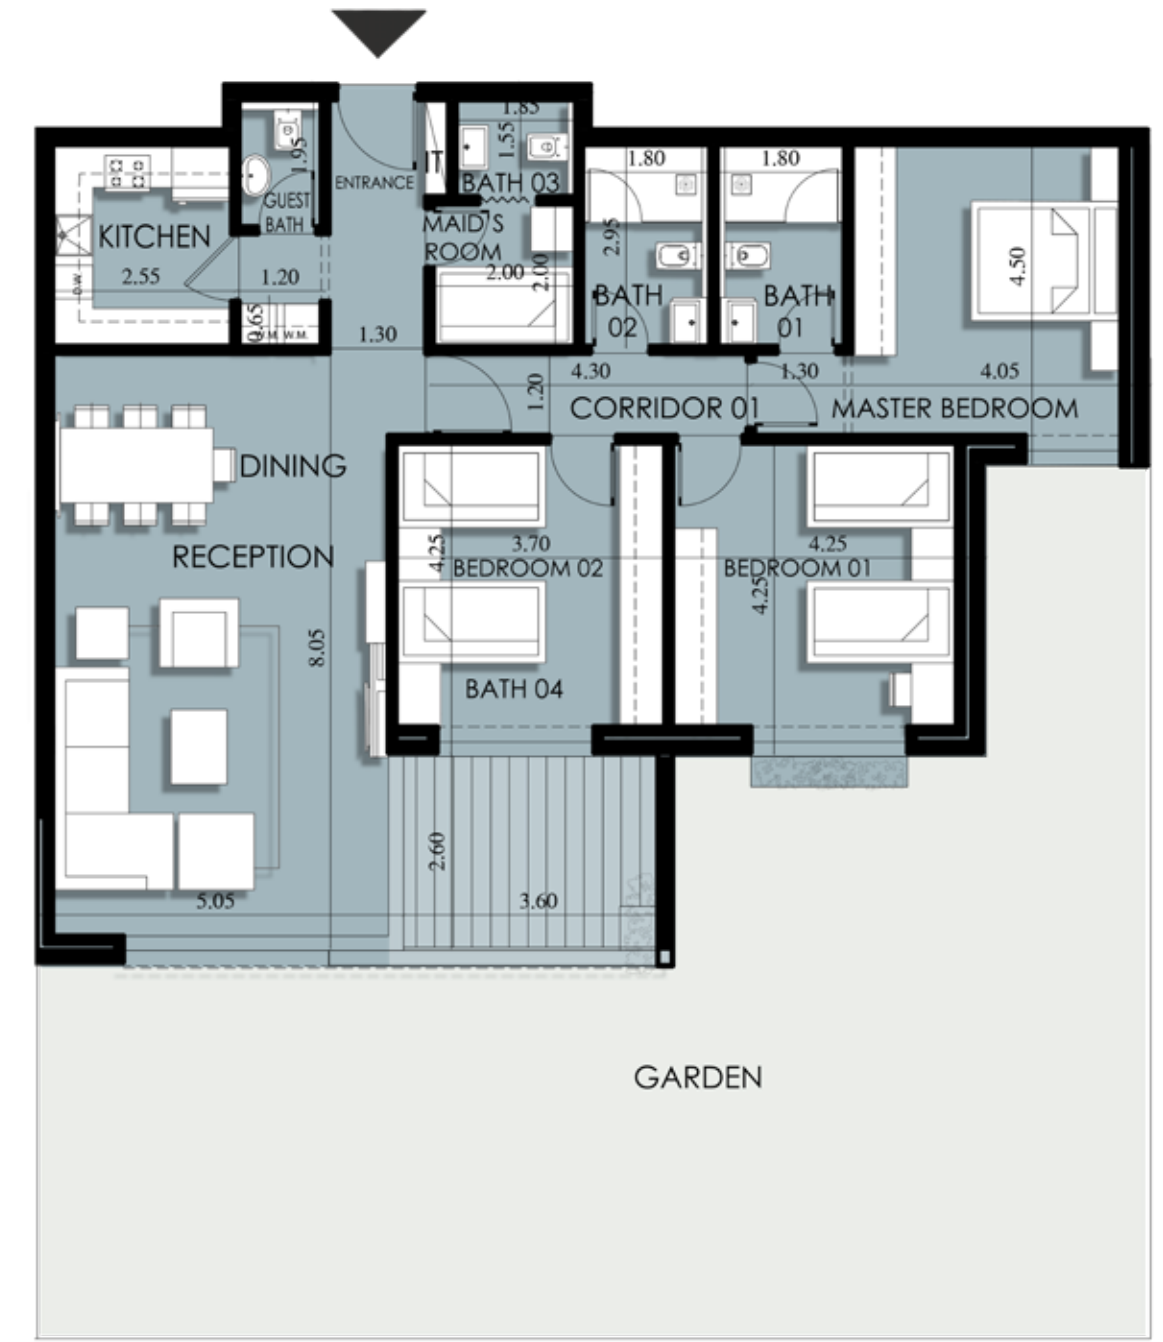 1.85
1.95
1.55
IT
ENTRANCE
BATH 03
1.80
1.80
GUEST
BATH
MAID'S
ROOM
KITCHEN
2.55
1.20
D.W.
2.00
2.00
2.95
4.50
BATH
02
BATH
01
0.65
W.M.
1.30
4.30
1.20
1.30
4.05
CORRIDOR 01
MASTER BEDROOM
DINING
RECEPTION
8.05
4.25
3.70
BEDROOM 02
4.25
BEDROOM 01
4.25
BATH 04
2.60
5.05
3.60
GARDEN